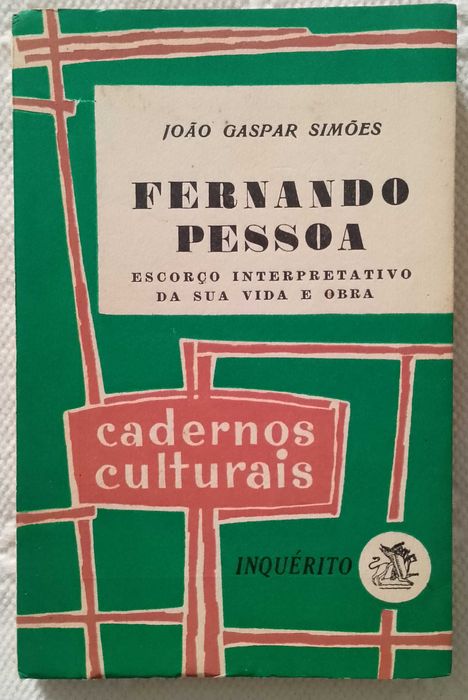 JOÃO GASPAR SIMÕES
FERNANDO
PESSOA
ESCORÇO INTERPRETATIVO
DA SUA VIDA E OBRA
cadernos
culturais
INQUÉRITO